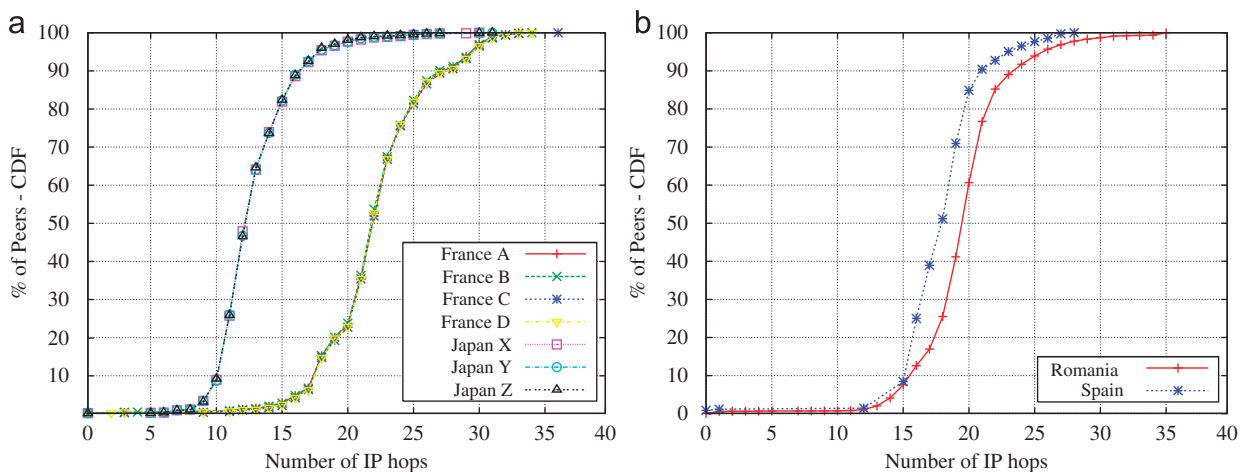 a
% of Peers - CDF
100
90
80
70
60
50
40
30
20
10
0
0 5 10 15 20 25 30 35 40
Number of IP hops
France A
France B
France C
France D
Japan X
Japan Y
Japan Z
b
% of Peers - CDF
100
90
80
70
60
50
40
30
20
10
0
0 5 10 15 20 25 30 35 40
Number of IP hops
Romania
Spain